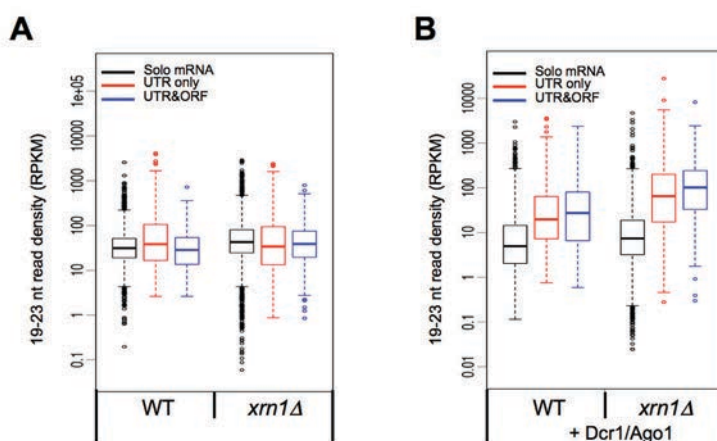 A
Solo mRNA
UTR only
UTR&ORF
19-23 nt read density (RPKM)
1e+05
10000
1000
100
10
1
0,1
WT
xrn1Δ
B
Solo mRNA
UTR only
UTR&ORF
19-23 nt read density (RPKM)
10000
1000
100
10
1
0,1
0,01
WT
xrn1Δ
+ Dcr1/Ago1